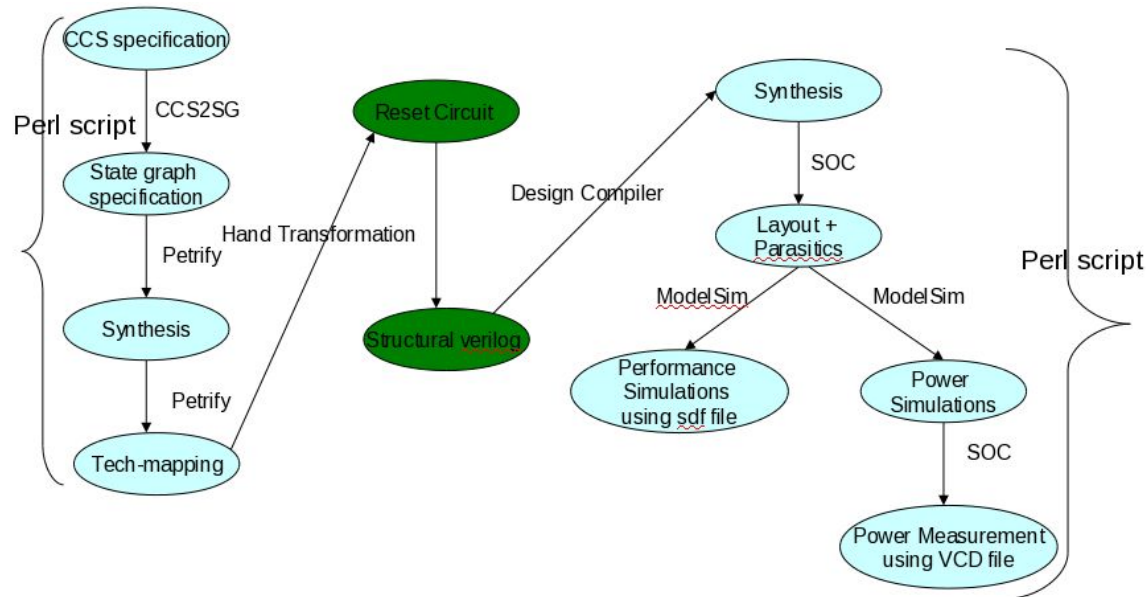 CCS specification
CCS2SG
Perl script
State graph
specification
Petrify
Synthesis
Petrify
Tech-mapping
Hand Transformation
Reset Circuit
Structural verilog
Design Compiler
Synthesis
SOC
Layout +
Parasitics
ModelSim
ModelSim
Performance
Simulations
using sdf file
Power
Simulations
SOC
Power Measurement
using VCD file
Perl script